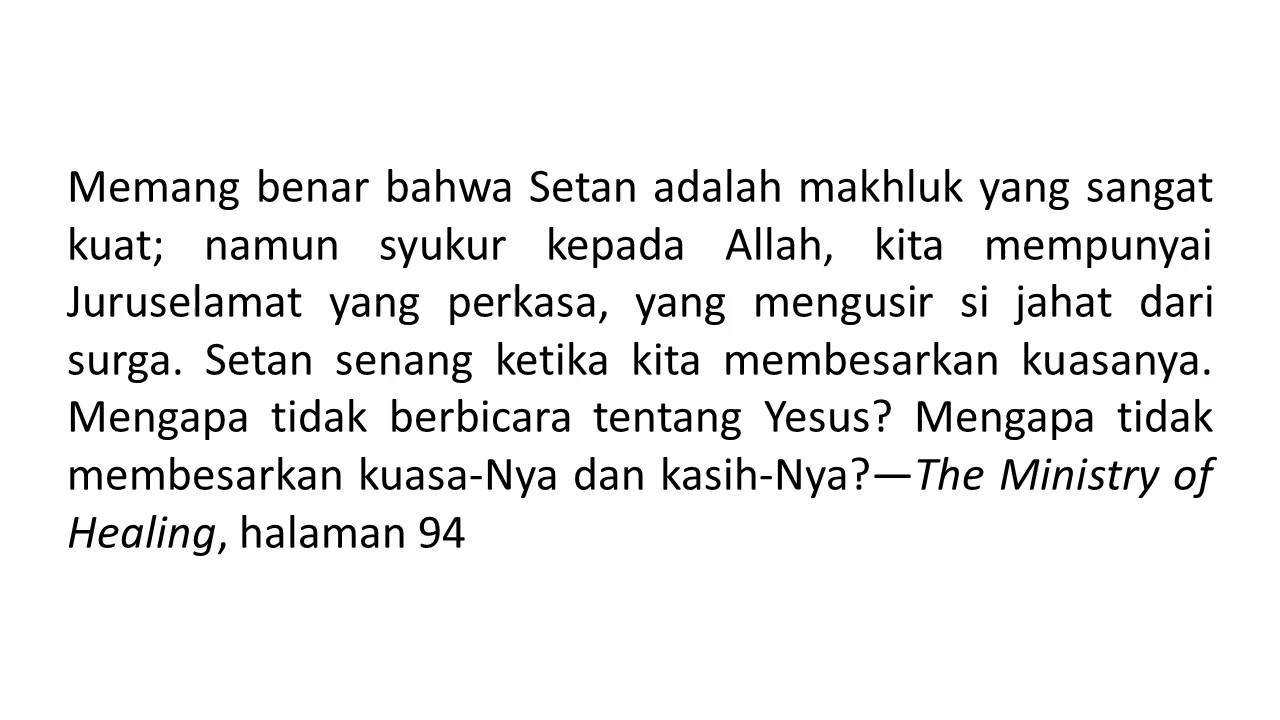 Memang benar bahwa Setan adalah makhluk yang sangat
kuat; namun syukur kepada Allah, kita mempunyai
Juruselamat yang perkasa, yang mengusir si jahat dari
surga. Setan senang ketika kita membesarkan kuasanya.
Mengapa tidak berbicara tentang Yesus? Mengapa tidak
membesarkan kuasa-Nya dan kasih-Nya?—The Ministry of
Healing, halaman 94